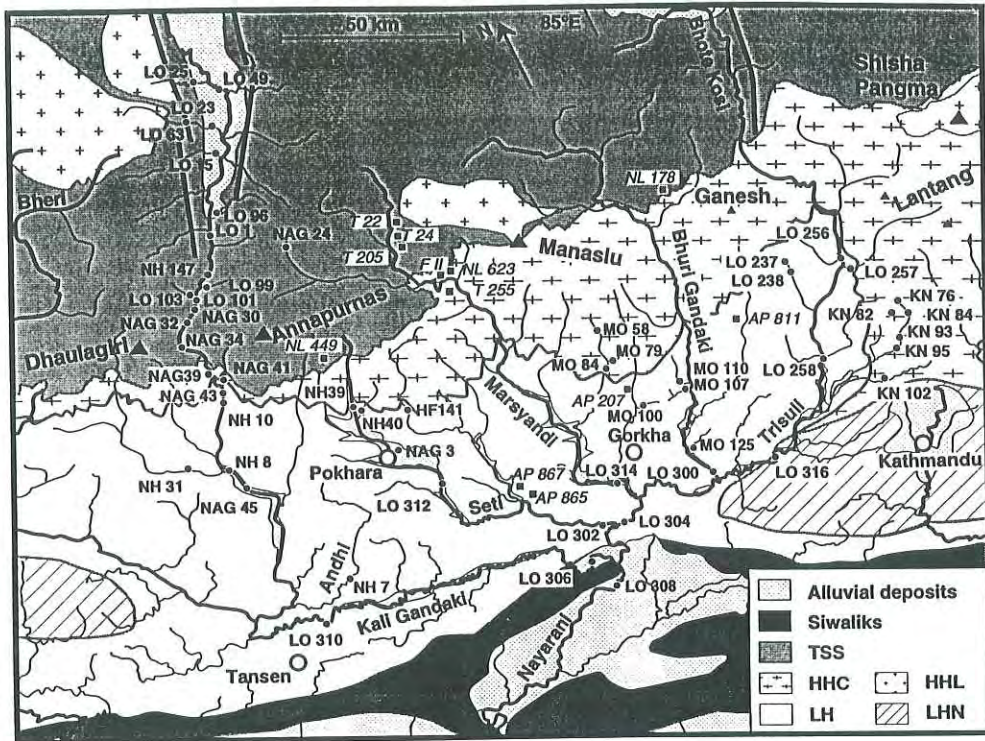 50 km
N
85°E
Bhote Kosi
Shisha
Pangma
LO 25
LO 49
LO 23
LO 63
LO 15
NL 178
Ganesh
Lantang
Bheri
LO 96
T 22
LO 1
NAG 24
T 24
LO 256
Manaslu
T 205
F II
NL 623
LO 237
NH 147
LO 99
T 255
LO 238
LO 257
Bhuri Gandaki
LO 103
LO 101
KN 76
NAG 32
NAG 30
Annapurnas
MO 58
AP 811
KN 82
KN 84
KN 93
NAG 34
NL 449
MO 79
KN 95
Dhaulagiri
MO 84
MO 110
LO 258
NAG39
NAG 41
MO 107
NAG 43
NH39
Marsyandi
AP 207
KN 102
NH 10
NH40
HF141
MO 100
Trisuli
Gorkha
MO 125
NAG 3
NH 8
Pokhara
LO 314
LO 300
LO 316
Kathmandu
NH 31
AP 867
AP 865
LO 312
Seti
NAG 45
LO 302
LO 304
Andhi
NH 7
LO 306
LO 308
Kali Gandaki
LO 310
Nayarani
Tansen
Alluvial deposits
Siwaliks
TSS
HHC
HHL
LH
LHN